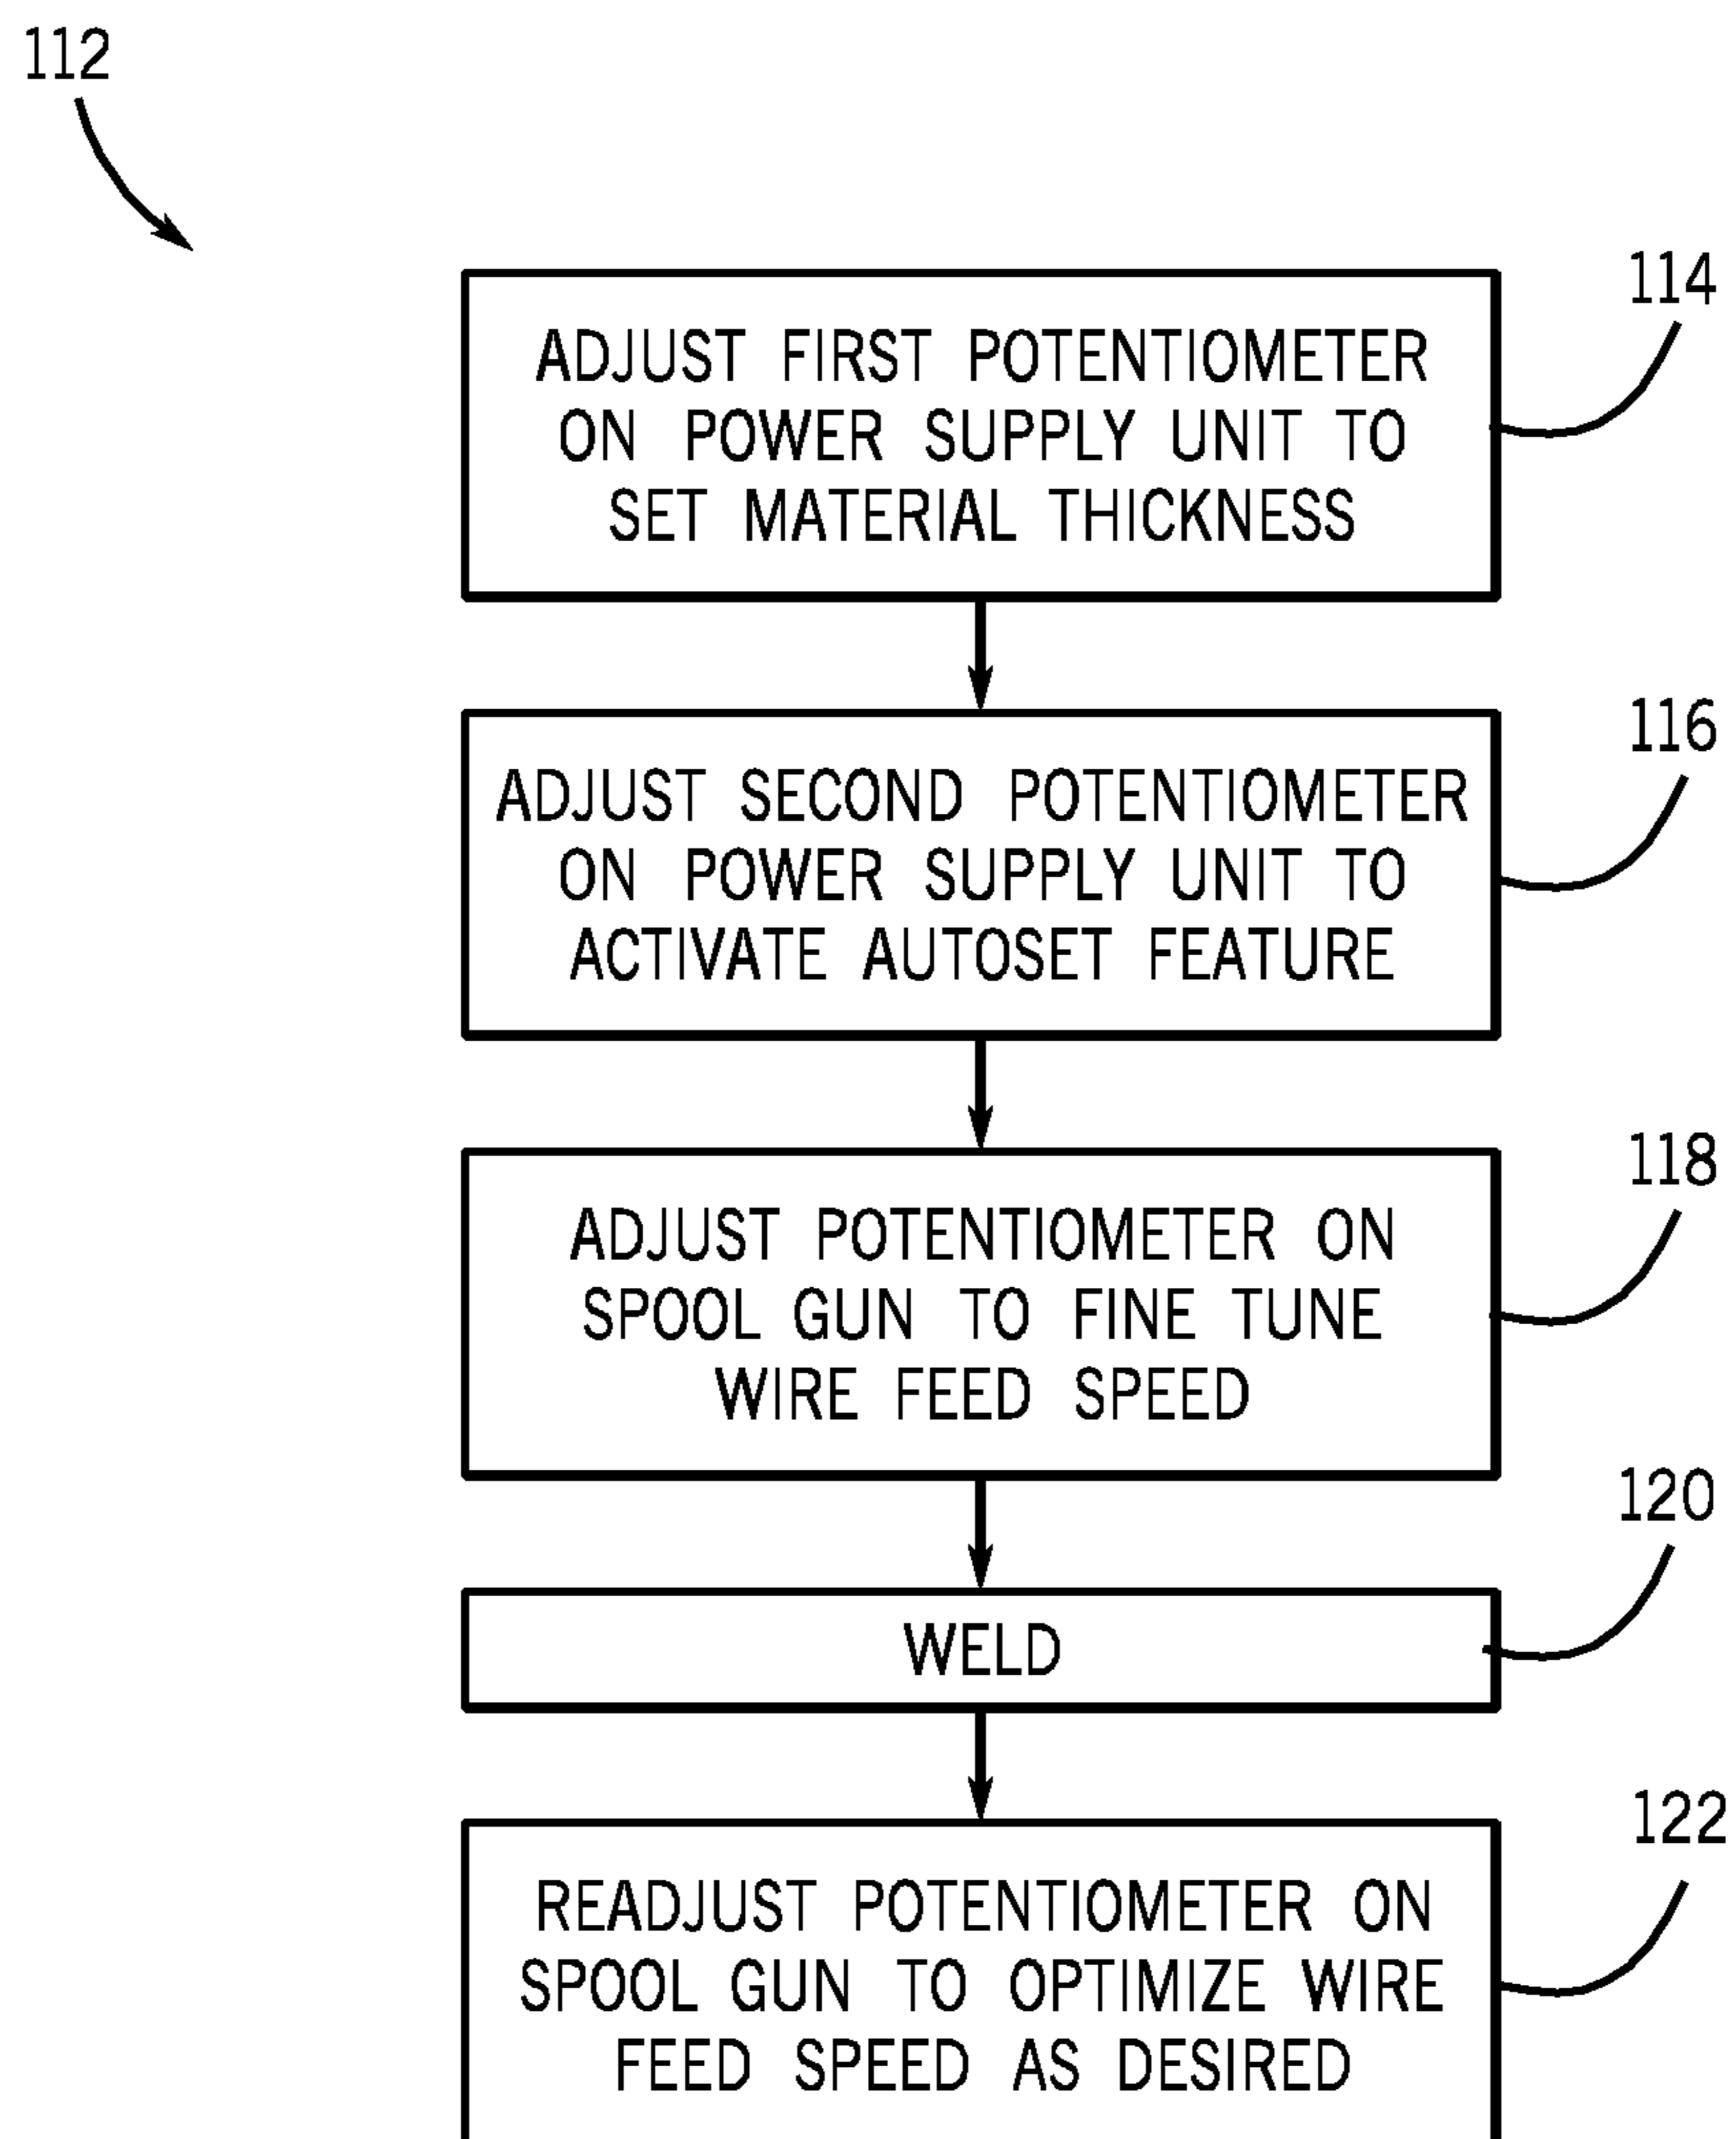 112
114
ADJUST FIRST POTENTIOMETER
ON POWER SUPPLY UNIT TO
SET MATERIAL THICKNESS
116
ADJUST SECOND POTENTIOMETER
ON POWER SUPPLY UNIT TO
ACTIVATE AUTOSET FEATURE
118
ADJUST POTENTIOMETER ON
SPOOL GUN TO FINE TUNE
WIRE FEED SPEED
120
WELD
122
READJUST POTENTIOMETER ON
SPOOL GUN TO OPTIMIZE WIRE
FEED SPEED AS DESIRED